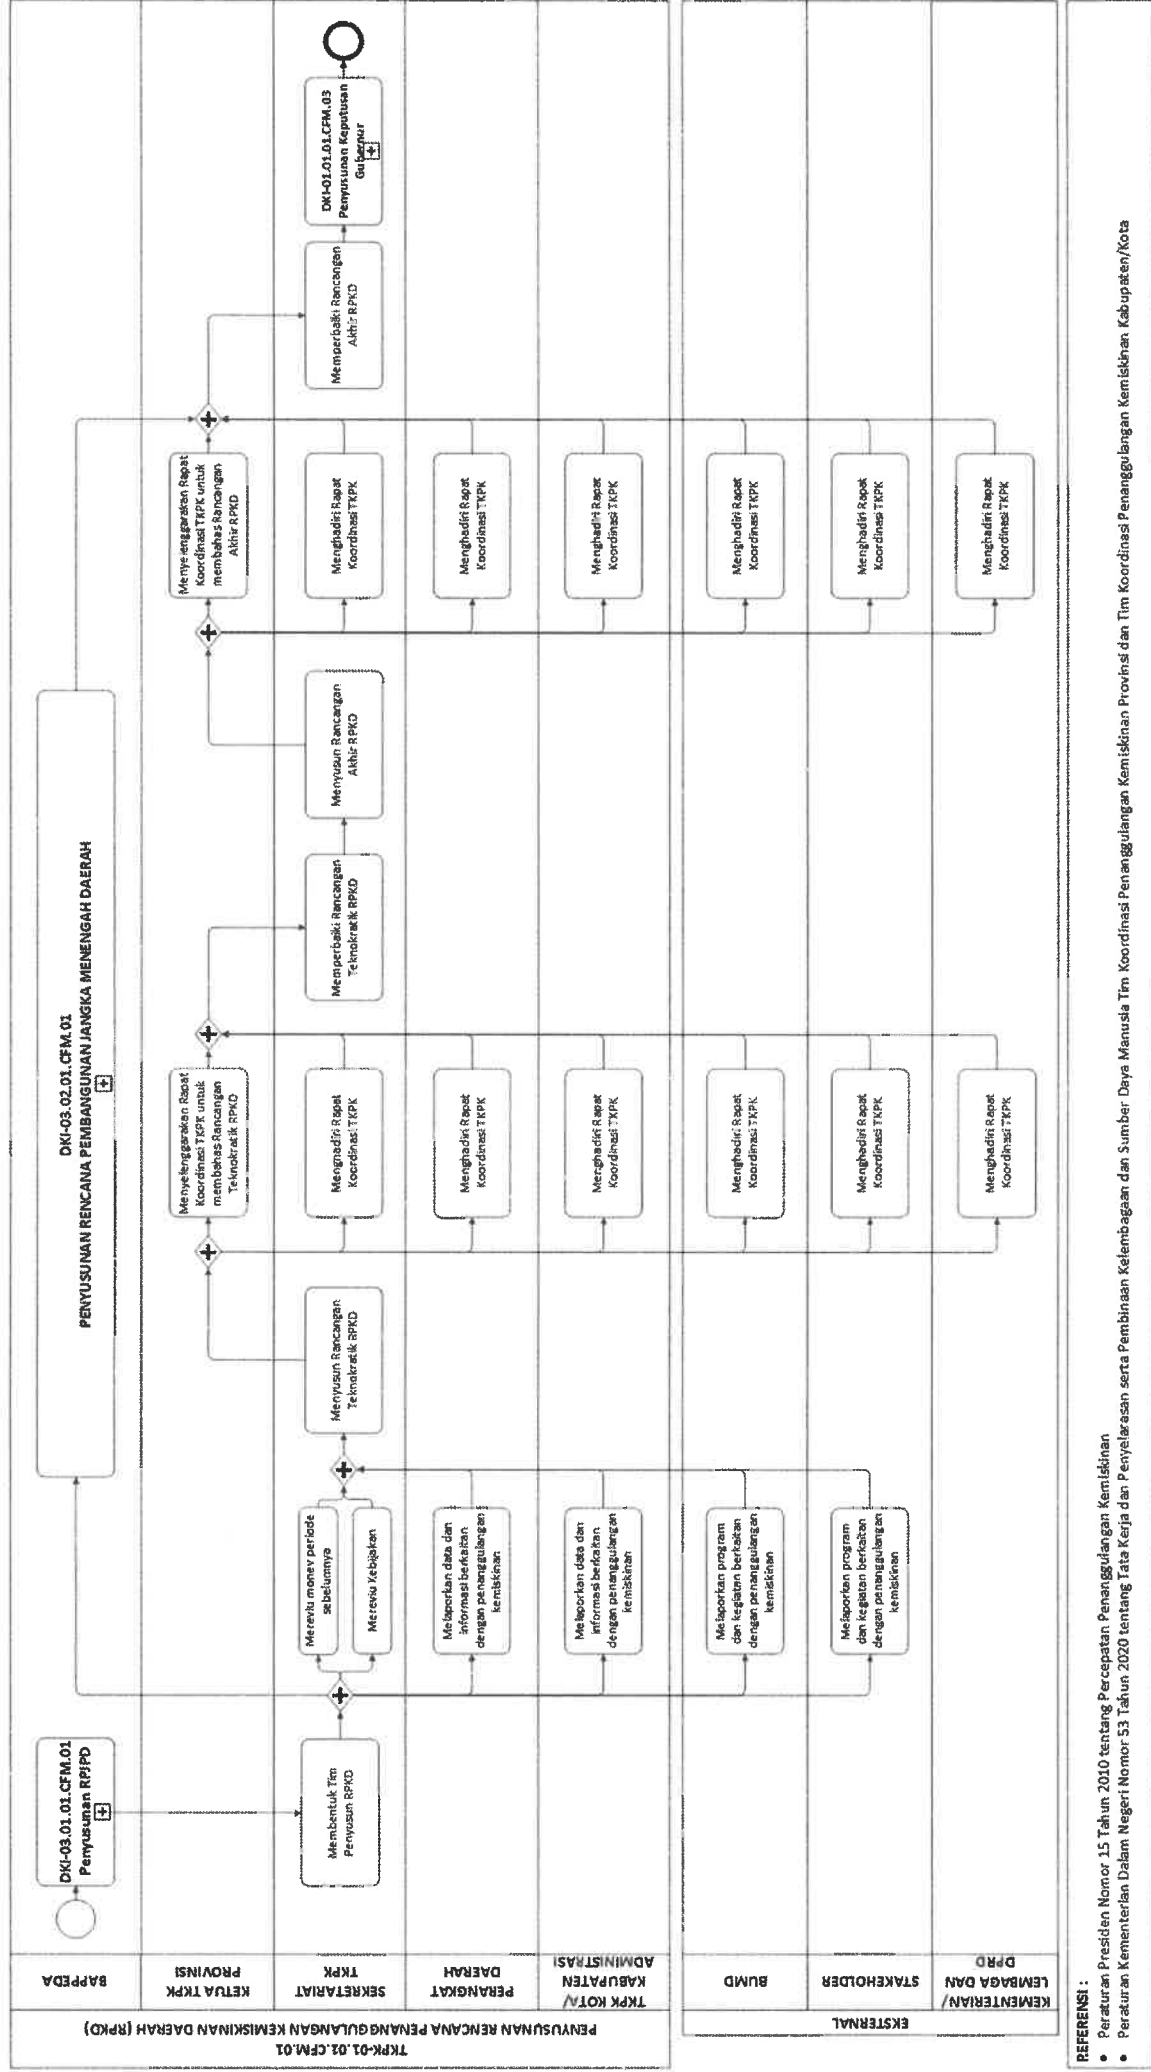 TKPK-01.01.01.CFM.01
PENYUSUNAN RENCANA PENANGGULANGAN KEMISKINAN DAERAH (RPKD)
BAPPEDA
DKI-03.01.01.CFM.01
Penyusunan RPJPD
DKI-03.02.01.CFM.01
PENYUSUNAN RENCANA PEMBANGUNAN JANGKA MENENGAH DAERAH
KETUA TKPK
PROVINSI
Menyelenggarakan Rapat
Koordinasi TKPK untuk
membahas Rancangan
Teknokratik RPKD
Menyelenggarakan Rapat
Koordinasi TKPK untuk
membahas Rancangan
Akhir RPKD
SEKRETARIAT
TKPK
Membentuk Tim
Penyusun RPKD
Mereviu monev periode
sebelumnya
Mereviu Kebijakan
Menyusun Rancangan
Teknokratik RPKD
Menghadiri Rapat
Koordinasi TKPK
Memperbaiki Rancangan
Teknokratik RPKD
Menyusun Rancangan
Akhir RPKD
Menghadiri Rapat
Koordinasi TKPK
Memperbaiki Rancangan
Akhir RPKD
DKI-01.01.01.CFM.03
Penyusunan Keputusan
Gubernur
PERANGKAT
DAERAH
Melaporkan data dan
informasi berkaitan
dengan penanggulangan
kemiskinan
Menghadiri Rapat
Koordinasi TKPK
Menghadiri Rapat
Koordinasi TKPK
TKPK KOTA/
KABUPATEN
ADMINISTRASI
Melaporkan data dan
informasi berkaitan
dengan penanggulangan
kemiskinan
Menghadiri Rapat
Koordinasi TKPK
Menghadiri Rapat
Koordinasi TKPK
EKSTERNAL
BUMD
Melaporkan program
dan kegiatan berkaitan
dengan penanggulangan
kemiskinan
Menghadiri Rapat
Koordinasi TKPK
Menghadiri Rapat
Koordinasi TKPK
STAKEHOLDER
Melaporkan program
dan kegiatan berkaitan
dengan penanggulangan
kemiskinan
Menghadiri Rapat
Koordinasi TKPK
Menghadiri Rapat
Koordinasi TKPK
KEMENTERIAN/
LEMBAGA DAN
DPRD
Menghadiri Rapat
Koordinasi TKPK
Menghadiri Rapat
Koordinasi TKPK
REFERENSI :
• Peraturan Presiden Nomor 15 Tahun 2010 tentang Percepatan Penanggulangan Kemiskinan
• Peraturan Kementerian Dalam Negeri Nomor 53 Tahun 2020 tentang Tata Kerja dan Penyelarasan serta Pembinaan Kelembagaan dan Sumber Daya Manusia Tim Koordinasi Penanggulangan Kemiskinan Provinsi dan Tim Koordinasi Penanggulangan Kemiskinan Kabupaten/Kota